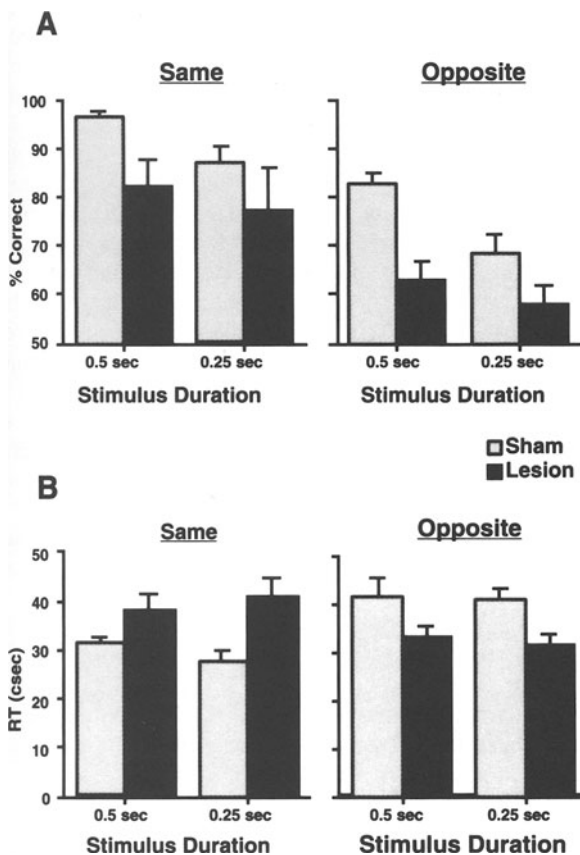 A
Same
Opposite
% Correct
100
90
80
70
60
50
0.5 sec
0.25 sec
0.5 sec
0.25 sec
Stimulus Duration
Stimulus Duration
Sham
Lesion
B
Same
Opposite
RT (csec)
50
40
30
20
10
0
0.5 sec
0.25 sec
0.5 sec
0.25 sec
Stimulus Duration
Stimulus Duration